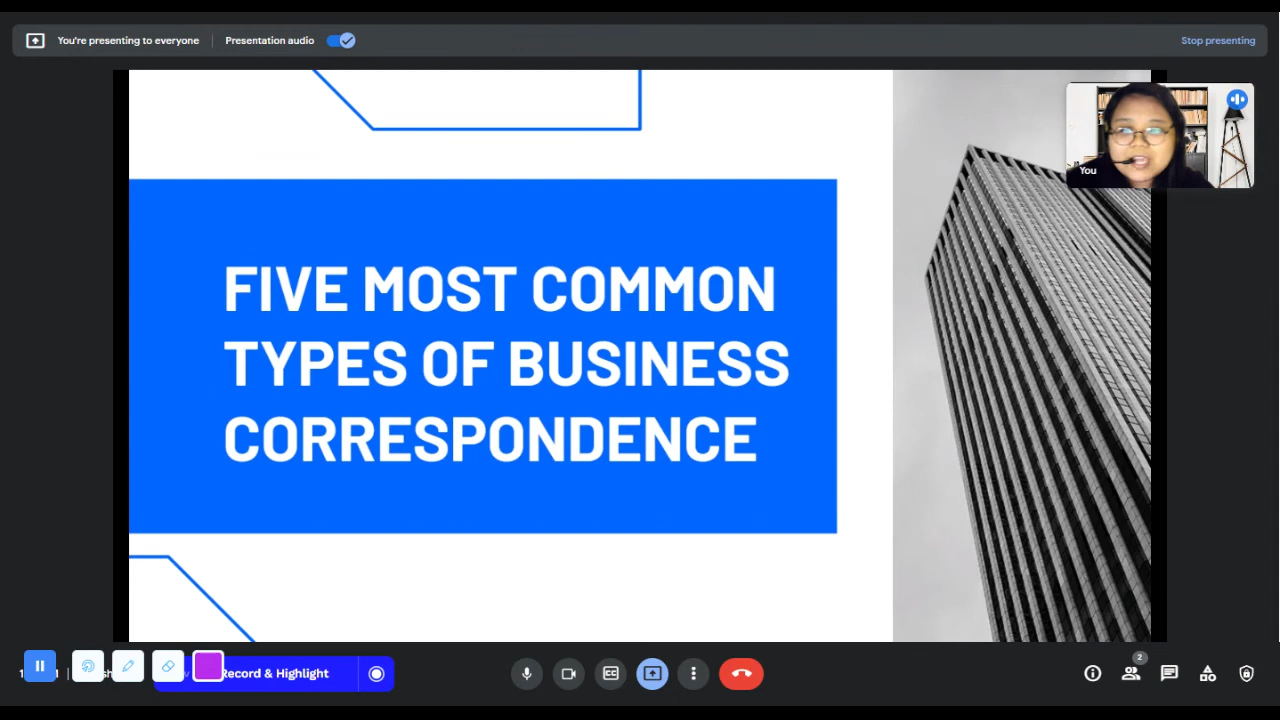 You're presenting to everyone
Presentation audio
Stop presenting
You
FIVE MOST COMMON
TYPES OF BUSINESS
CORRESPONDENCE
Record & Highlight
CC
2